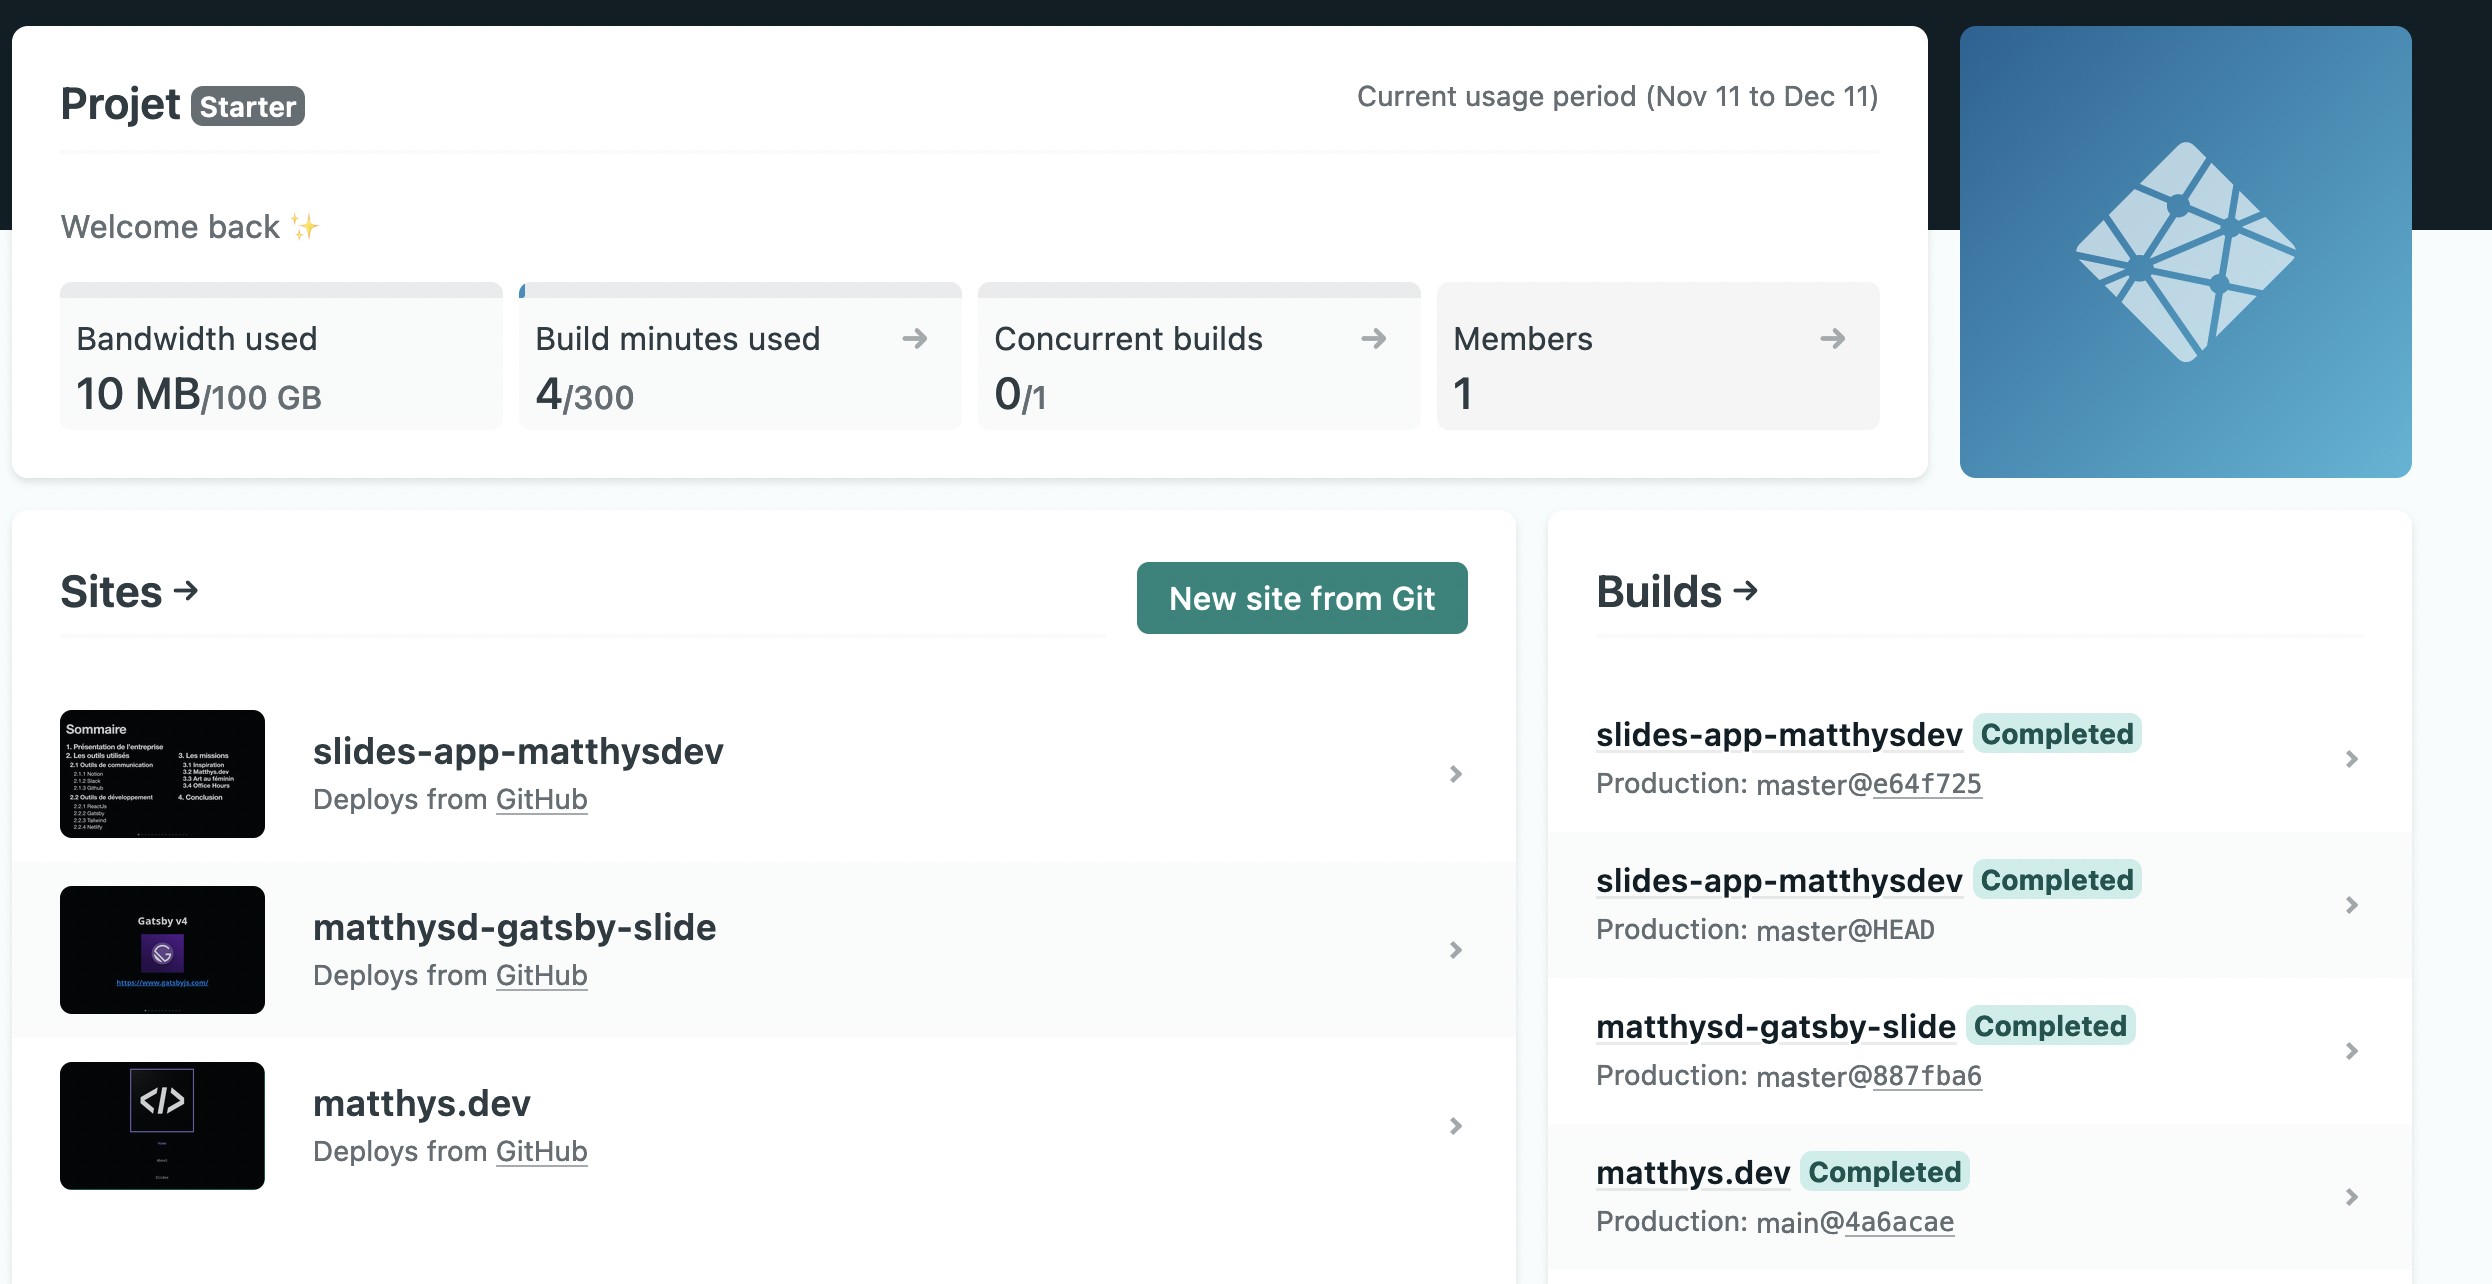 Projet Starter
Current usage period (Nov 11 to Dec 11)
Welcome back ✨
Bandwidth used
10 MB/100 GB
Build minutes used →
4/300
Concurrent builds →
0/1
Members →
1
Sites →
New site from Git
Sommaire
1. Présentation de l'entreprise
2. Les outils utilisés
2.1 Outils de communication
2.1.1 Notion
2.1.2 Slack
2.1.3 Github
2.2 Outils de développement
2.2.1 ReactJs
2.2.2 Gatsby
2.2.3 Tailwind
2.2.4 Netlify
3. Les missions
3.1 Inspiration
3.2 Matthys.dev
3.3 Art au féminin
3.4 Office Hours
4. Conclusion
slides-app-matthysdev
Deploys from GitHub
Gatsby v4
https://www.gatsbyjs.com/
matthysd-gatsby-slide
Deploys from GitHub
</>
matthys.dev
Deploys from GitHub
Builds →
slides-app-matthysdev Completed
Production: master@e64f725
slides-app-matthysdev Completed
Production: master@HEAD
matthysd-gatsby-slide Completed
Production: master@887fba6
matthys.dev Completed
Production: main@4a6acae